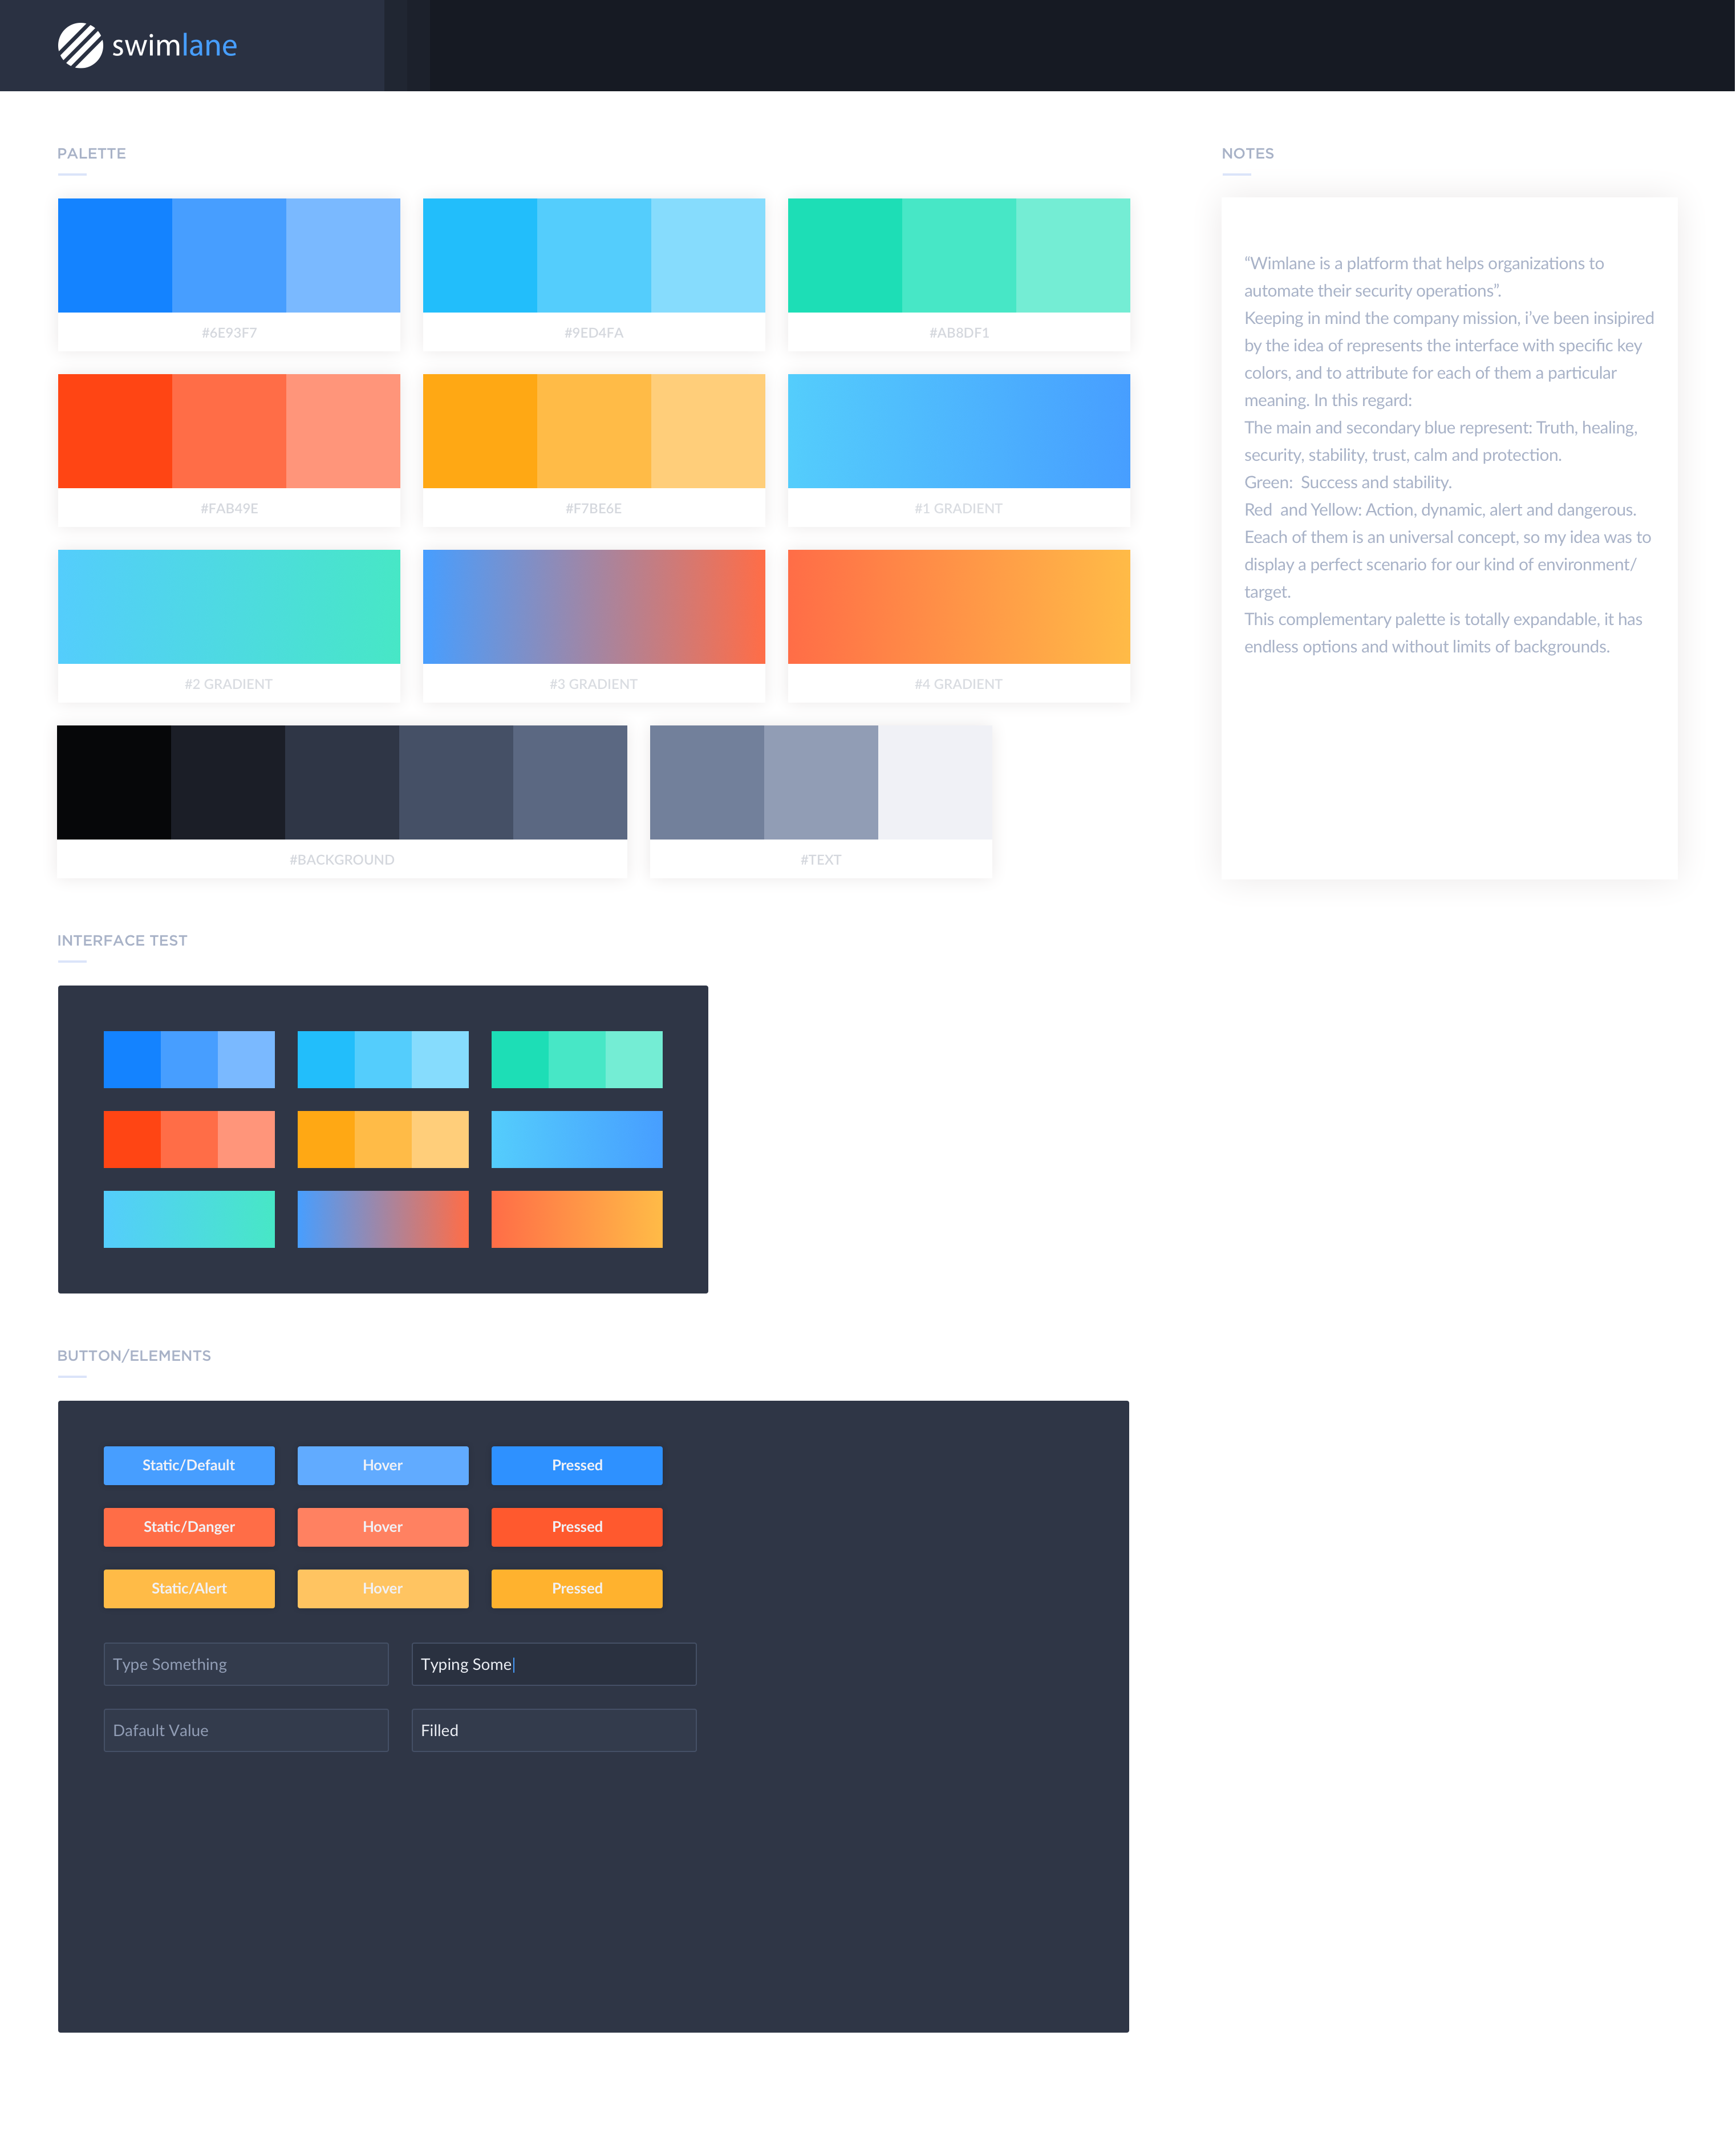 swimlane
PALETTE
#6E93F7
#9ED4FA
#AB8DF1
#FAB49E
#F7BE6E
#1 GRADIENT
#2 GRADIENT
#3 GRADIENT
#4 GRADIENT
#BACKGROUND
#TEXT
NOTES
“Wimlane is a platform that helps organizations to
automate their security operations”.
Keeping in mind the company mission, i’ve been insipired
by the idea of represents the interface with specific key
colors, and to attribute for each of them a particular
meaning. In this regard:
The main and secondary blue represent: Truth, healing,
security, stability, trust, calm and protection.
Green:  Success and stability.
Red  and Yellow: Action, dynamic, alert and dangerous.
Eeach of them is an universal concept, so my idea was to
display a perfect scenario for our kind of environment/
target.
This complementary palette is totally expandable, it has
endless options and without limits of backgrounds.
INTERFACE TEST
BUTTON/ELEMENTS
Static/Default
Hover
Pressed
Static/Danger
Hover
Pressed
Static/Alert
Hover
Pressed
Type Something
Typing Some
Dafault Value
Filled